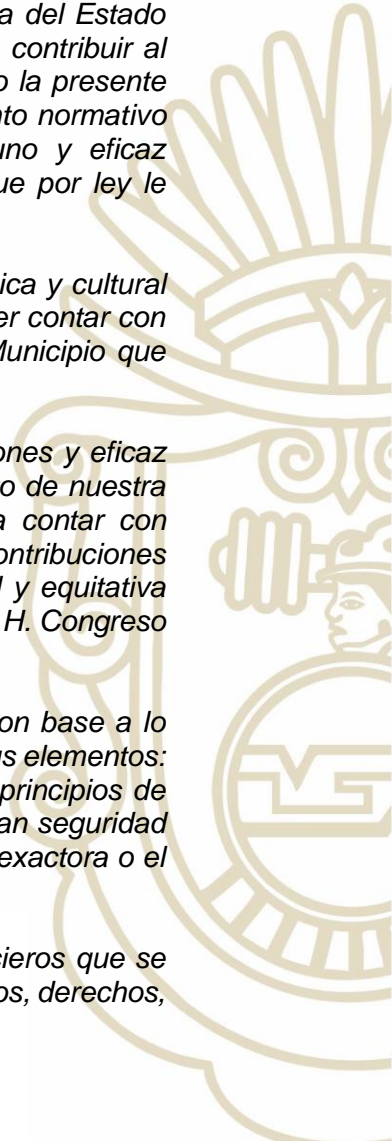 a del Estado
contribuir al
o la presente
nto normativo
uno y eficaz
ue por ley le
ica y cultural
er contar con
Municipio que
ones y eficaz
o de nuestra
a contar con
ontribuciones
l y equitativa
H. Congreso
on base a lo
us elementos:
principios de
an seguridad
exactora o el
cieros que se
os, derechos,